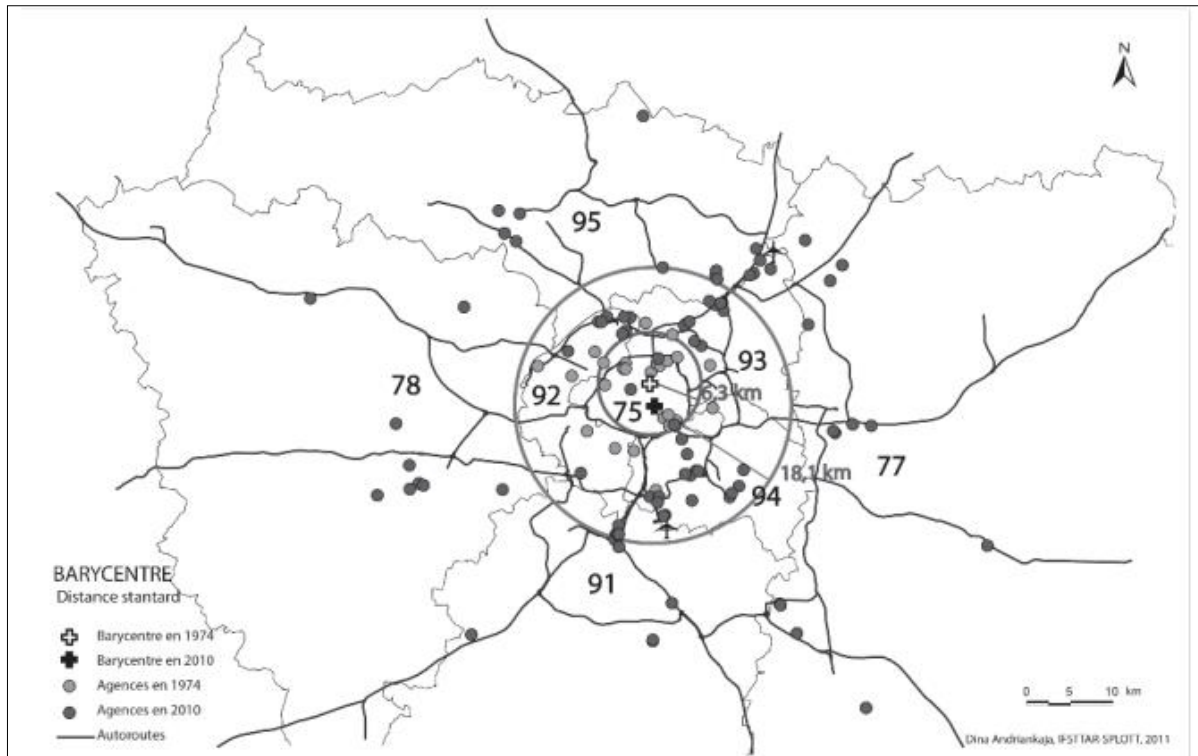 N
95
93
6,3 km
78
92
75
77
18,1 km
94
91
BARYCENTRE
Distance stantard
Barycentre en 1974
Barycentre en 2010
Agences en 1974
Agences en 2010
Autoroutes
0 5 10 km
Dina Andriankaja, IFSTTAR-SPLOTT, 2011